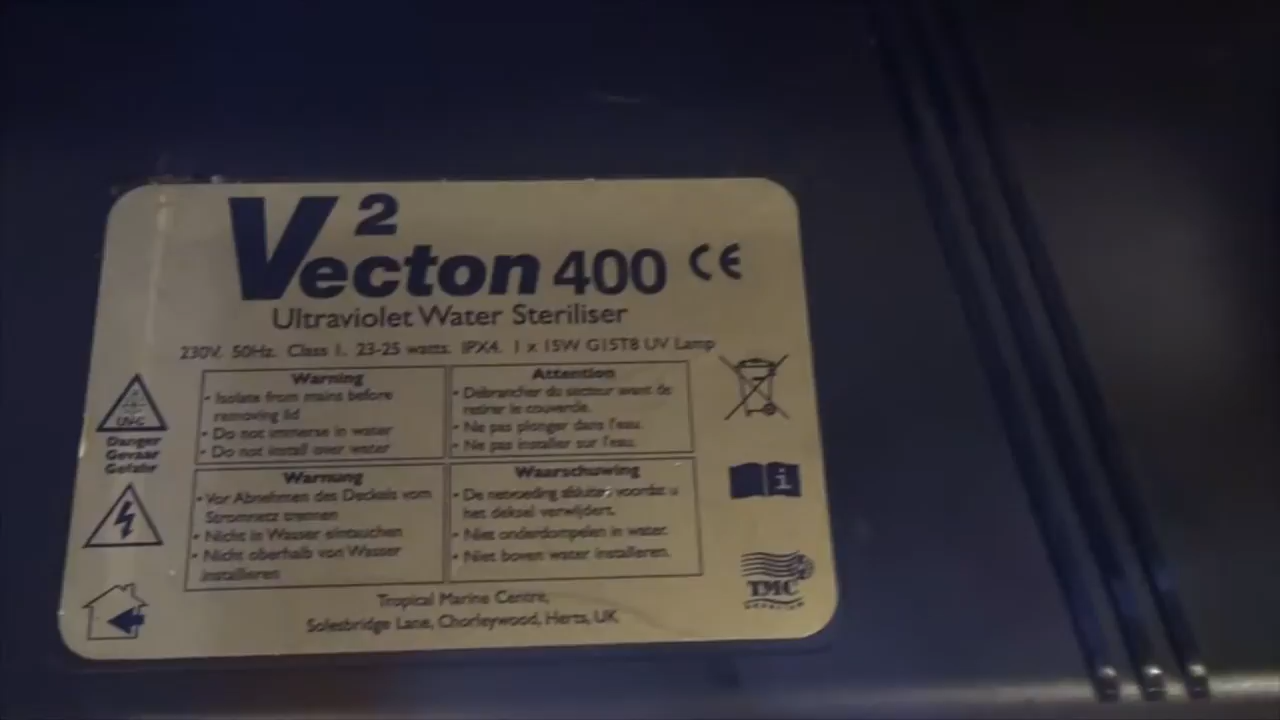 V²ecton 400 CE
Ultraviolet Water Steriliser
230V. 50Hz. Class 1. 23-25 watts. IPX4. 1 x 15W G15T8 UV Lamp
Warning
• Isolate from mains before
removing lid
• Do not immerse in water
• Do not install over water
Attention
• Débrancher du secteur avant de
retirer le couvercle.
• Ne pas plonger dans l'eau.
• Ne pas installer sur l'eau.
UV-C
Danger
Gevaar
Gefahr
Warnung
• Vor Abnehmen des Deckels vom
Stromnetz trennen
• Nicht in Wasser eintauchen
• Nicht oberhalb von Wasser
installieren
Waarschuwing
• De netvoeding afsluiten voordat u
het deksel verwijdert.
• Niet onderdompelen in water.
• Niet boven water installeren.
i
TMC
Tropical Marine Centre,
Solesbridge Lane, Chorleywood, Herts, UK